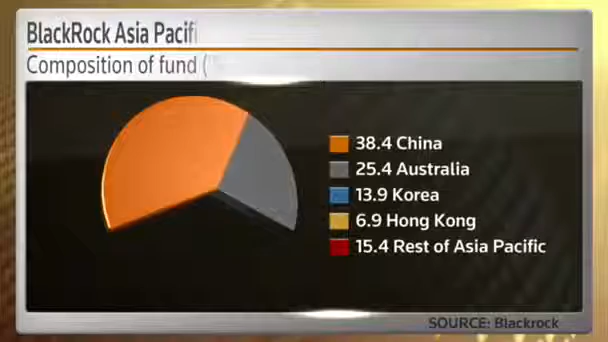 BlackRock Asia Pacifi
Composition of fund (
38.4 China
25.4 Australia
13.9 Korea
6.9 Hong Kong
15.4 Rest of Asia Pacific
SOURCE: Blackrock